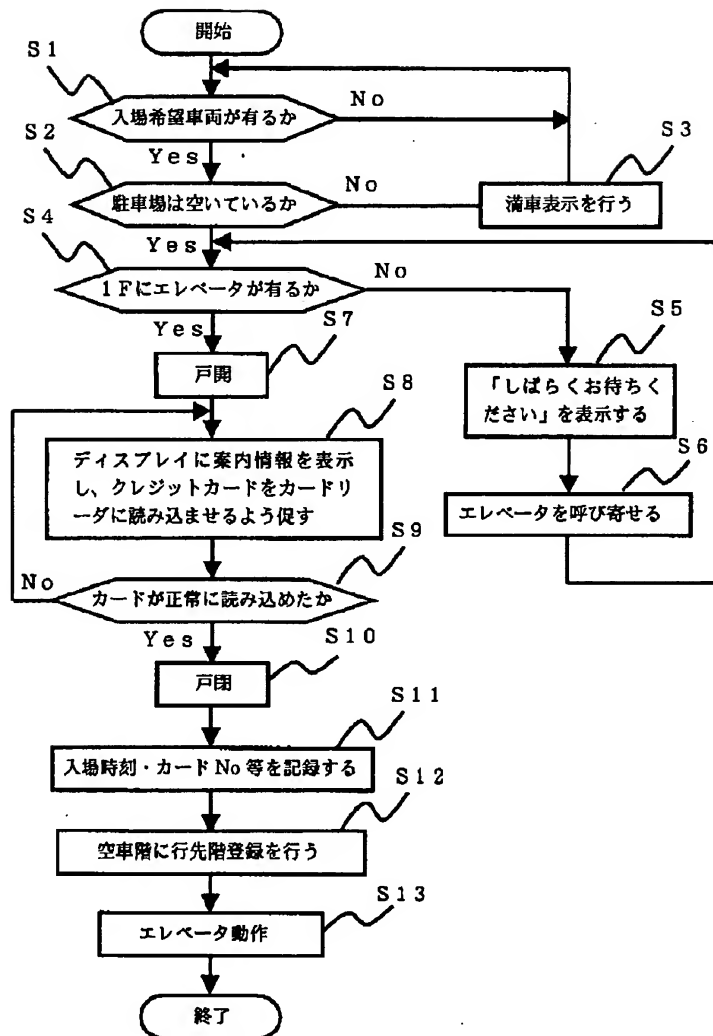 開始
S1
入場希望車両が有るか
No
S2
Yes
S3
駐車場は空いているか
No
満車表示を行う
S4
Yes
1Fにエレベータが有るか
No
Yes
S7
S5
戸開
「しばらくお待ちく
ださい」を表示する
S8
ディスプレイに案内情報を表示
し、クレジットカードをカードリ
ーダに読み込ませるよう促す
S6
エレベータを呼び寄せる
S9
No
カードが正常に読み込めたか
Yes
S10
戸閉
S11
入場時刻・カードNo等を記録する
S12
空車階に行先階登録を行う
S13
エレベータ動作
終了